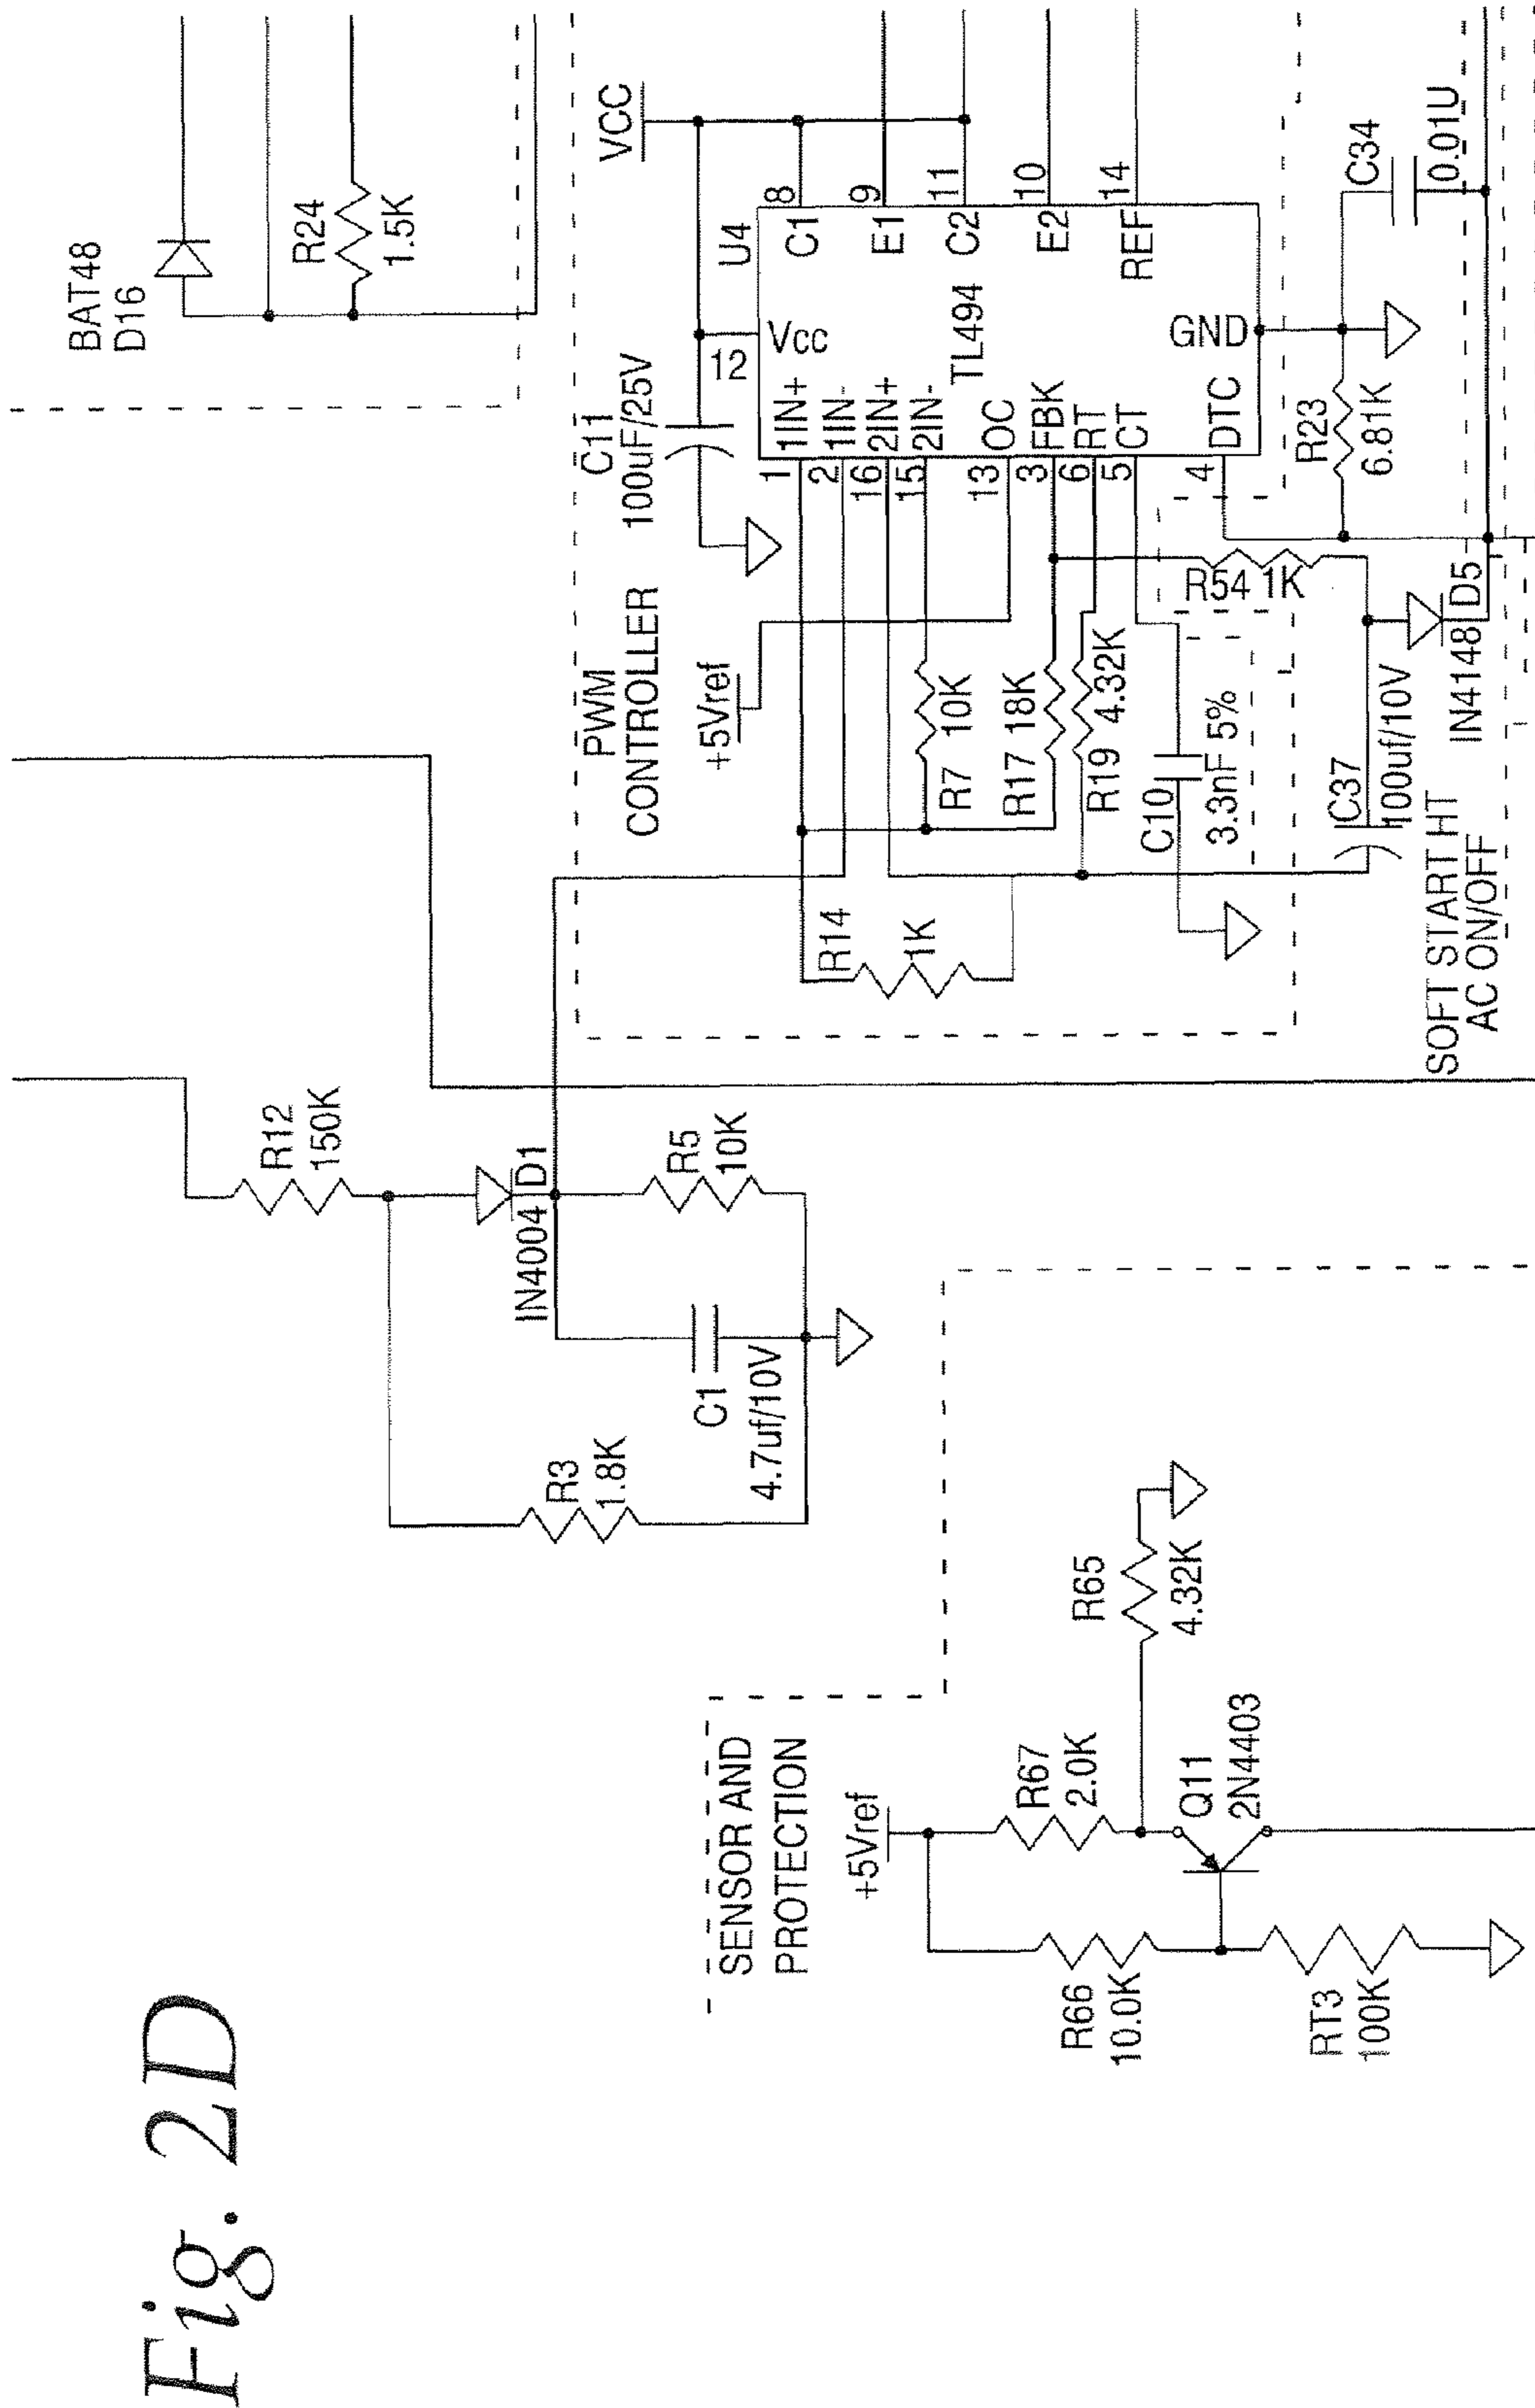 Fig. 2D
BAT48
D16
R24
1.5K
VCC
C11
100uF/25V
U4
12
Vcc
C1
8
E1
9
C2
11
E2
10
REF
14
TL494
GND
1IN+
1IN-
2IN+
2IN-
OC
FBK
RT
CT
DTC
1
2
16
15
13
3
6
5
4
PWM
CONTROLLER
+5Vref
R7 10K
R17 18K
R19 4.32K
C10
3.3nF 5%
R14
1K
R54 1K
R23
6.81K
C34
0.01U
IN4148 D5
C37
100uf/10V
SOFT START HT
AC ON/OFF
R12
150K
IN4004 D1
R5
10K
C1
4.7uf/10V
R3
1.8K
SENSOR AND
PROTECTION
+5Vref
R67
2.0K
R65
4.32K
Q11
2N4403
R66
10.0K
RT3
100K